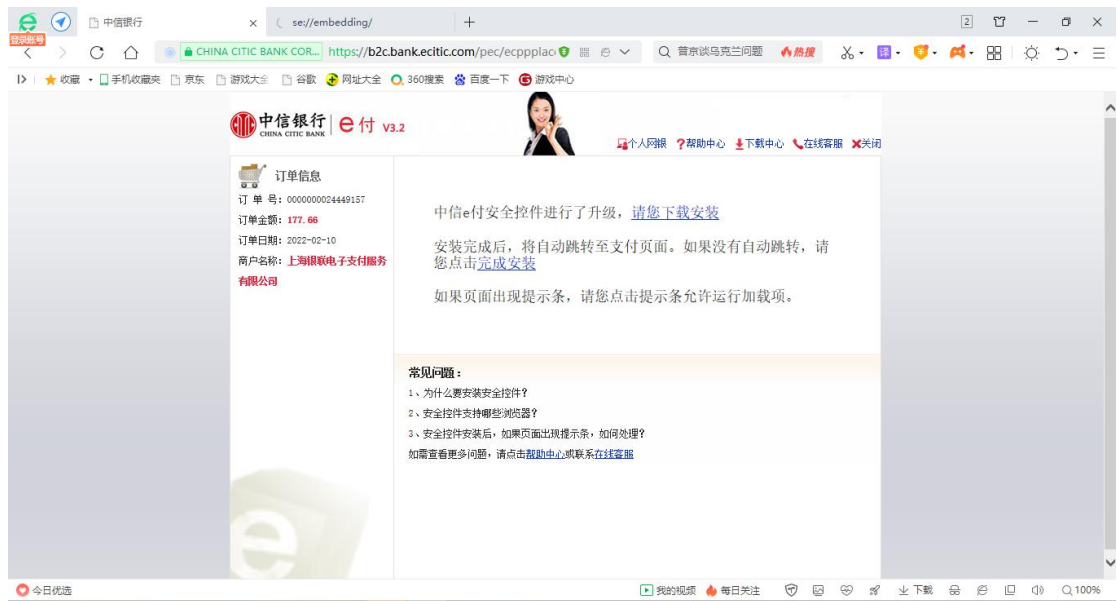 中信银行
se://embedding/
2
登录账号
CHINA CITIC BANK COR... https://b2c.bank.ecitic.com/pec/ecppplac
普京谈乌克兰问题
热搜
译
收藏 手机收藏夹 京东 游戏大全 谷歌 网址大全 360搜索 百度一下 游戏中心
中信银行 e付 V3.2
CHINA CITIC BANK
个人网银 ?帮助中心 下载中心 在线客服 关闭
订单信息
订 单 号: 0000000024449157
订单金额: 177.66
订单日期: 2022-02-10
商户名称: 上海银联电子支付服务
有限公司
中信e付安全控件进行了升级，请您下载安装
安装完成后，将自动跳转至支付页面。如果没有自动跳转，请
您点击完成安装
如果页面出现提示条，请您点击提示条允许运行加载项。
常见问题：
1、为什么要安装安全控件?
2、安全控件支持哪些浏览器?
3、安全控件安装后，如果页面出现提示条，如何处理?
如需查看更多问题，请点击帮助中心或联系在线客服
今日优选
我的视频 每日关注 下载 100%